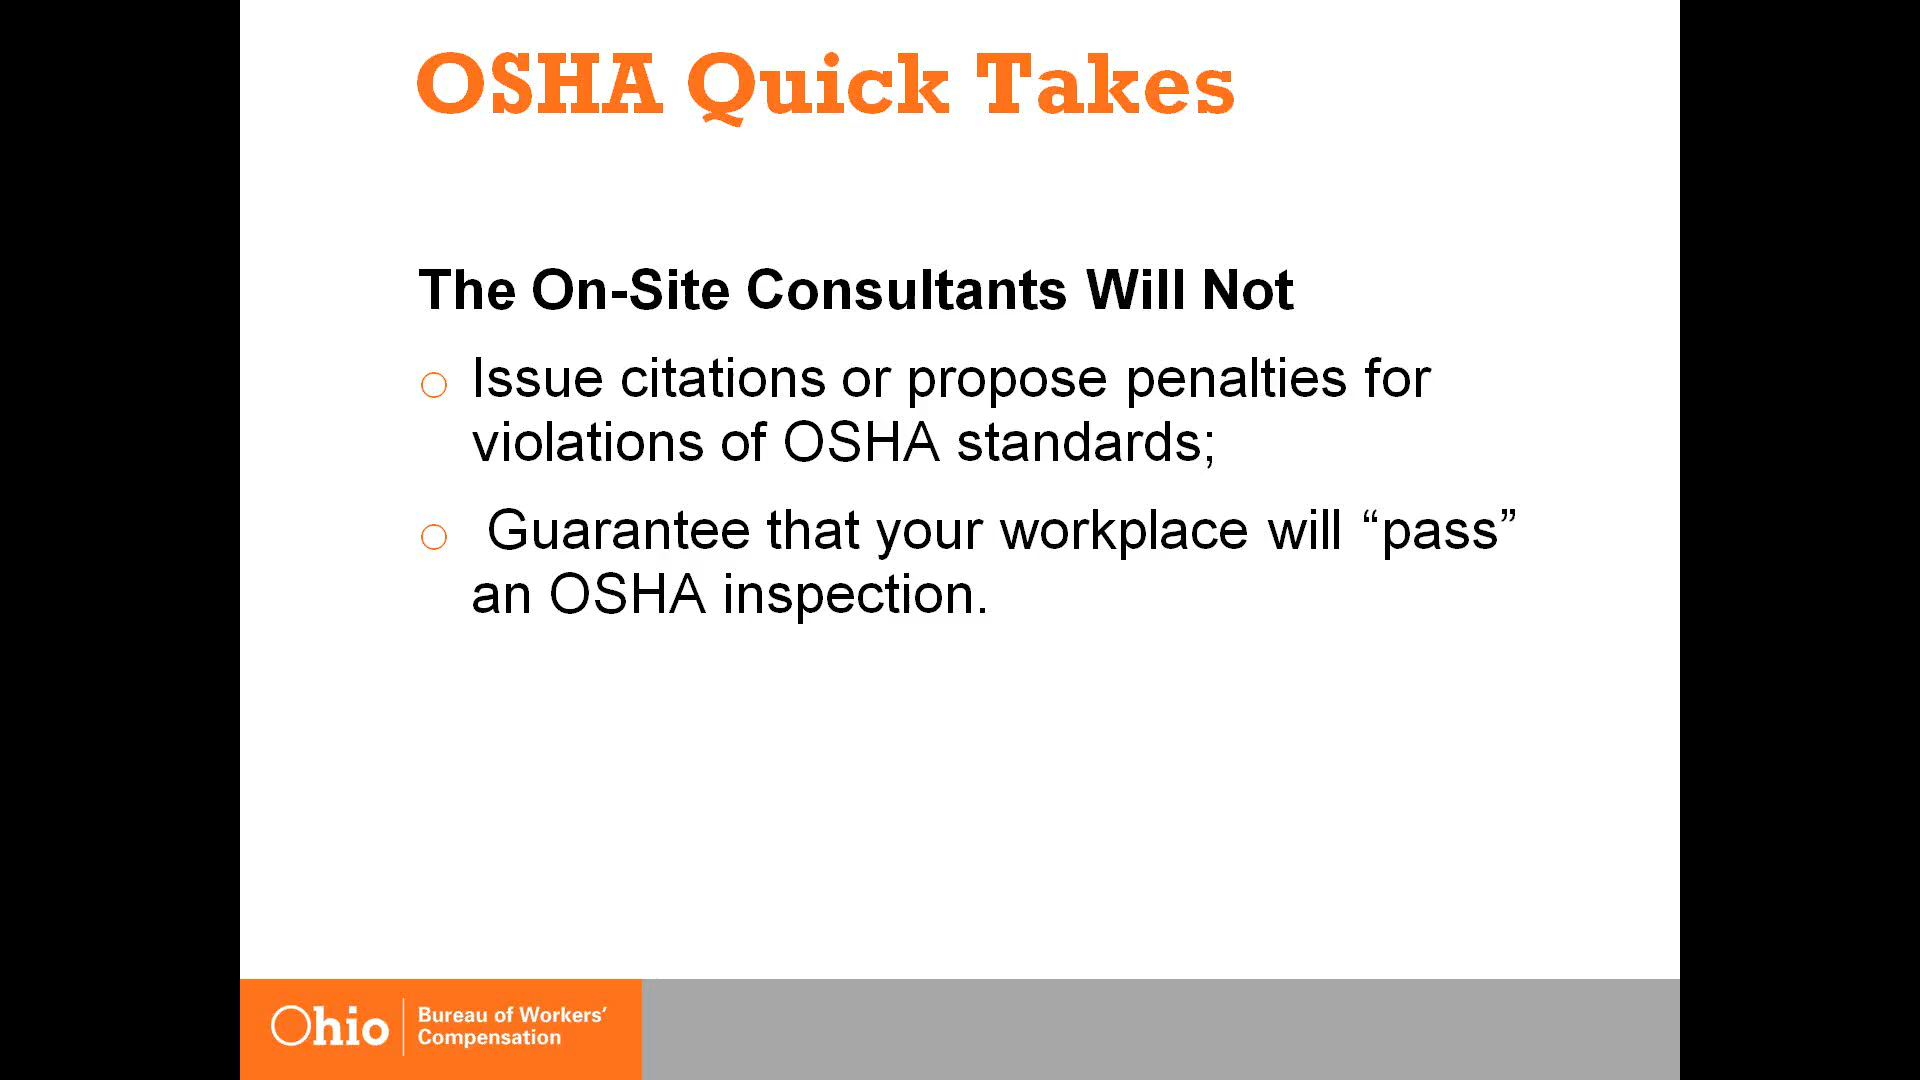 OSHA Quick Takes
The On-Site Consultants Will Not
Issue citations or propose penalties for
violations of OSHA standards;
Guarantee that your workplace will “pass”
an OSHA inspection.
Ohio
Bureau of Workers’
Compensation